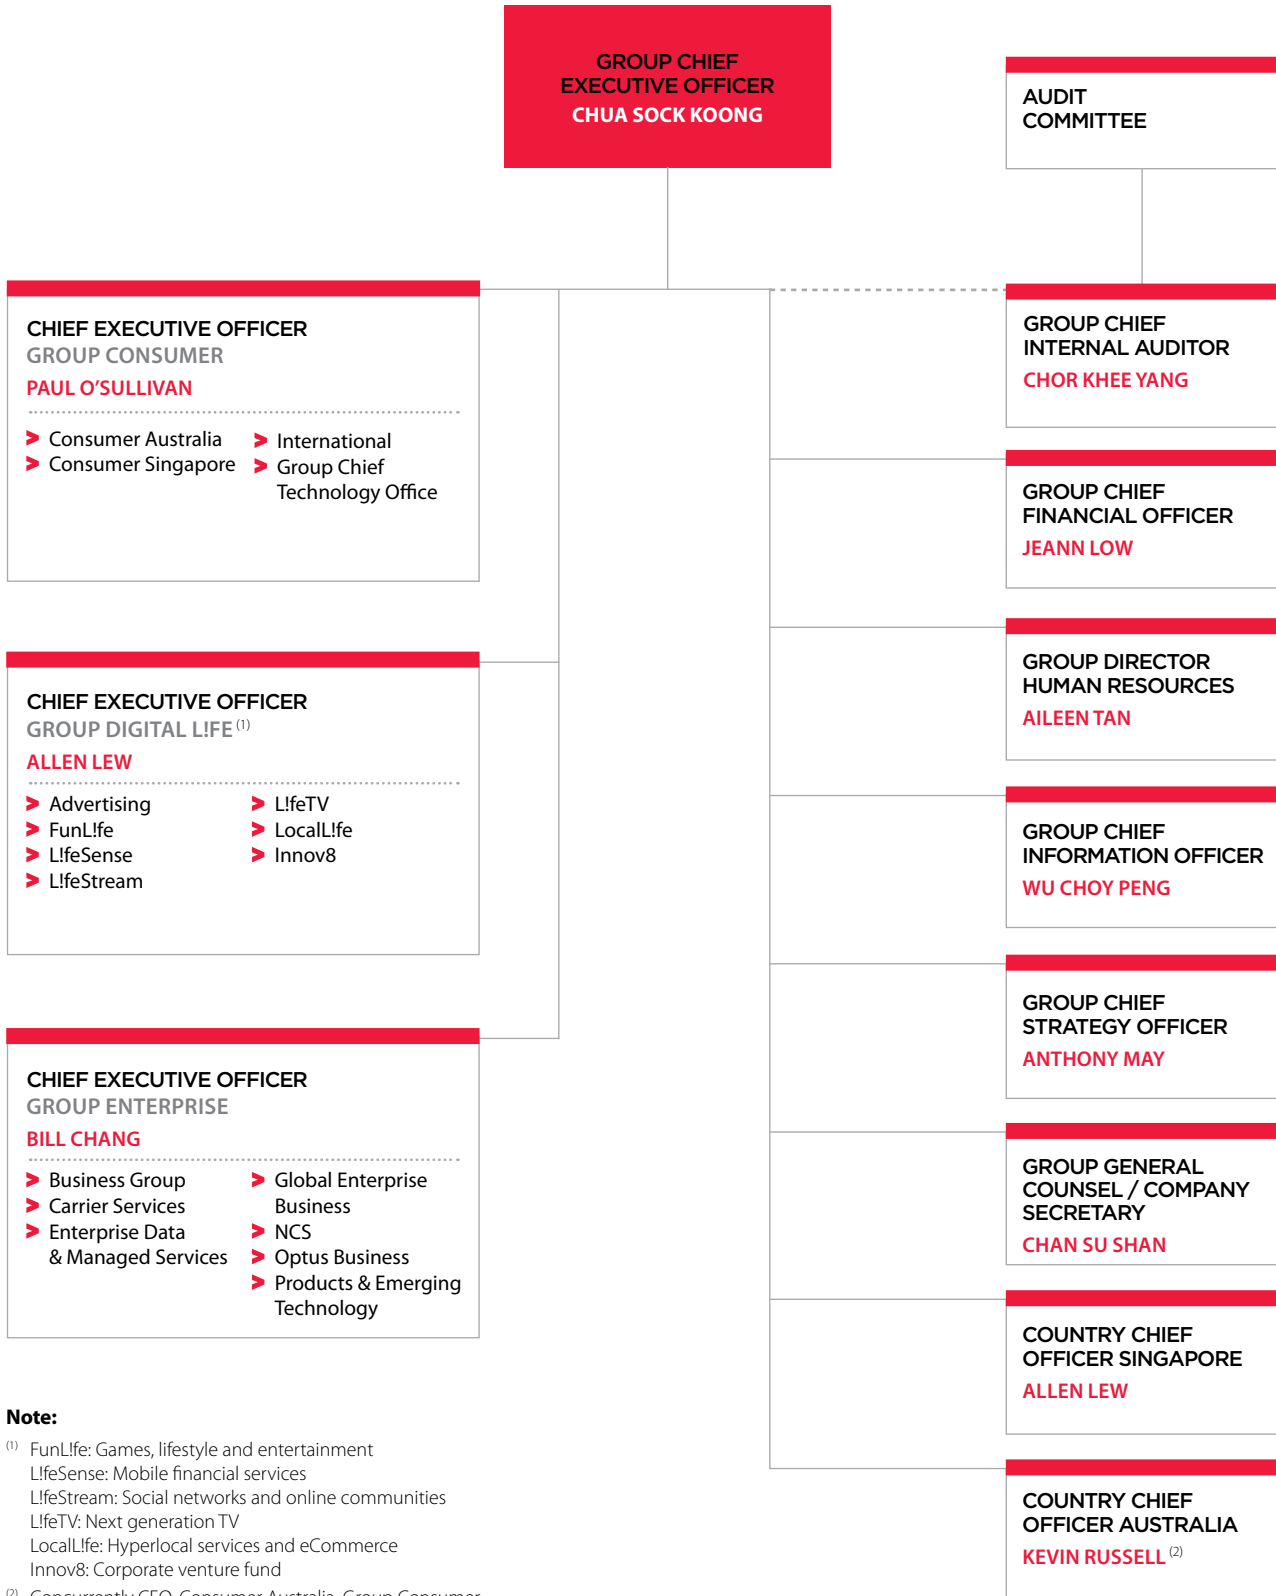 GROUP CHIEF
EXECUTIVE OFFICER
CHUA SOCK KOONG
AUDIT
COMMITTEE
CHIEF EXECUTIVE OFFICER
GROUP CONSUMER
PAUL O'SULLIVAN
> Consumer Australia
> Consumer Singapore
> International
> Group Chief
Technology Office
CHIEF EXECUTIVE OFFICER
GROUP DIGITAL L!FE (1)
ALLEN LEW
> Advertising
> FunL!fe
> L!feSense
> L!feStream
> L!feTV
> LocalL!fe
> Innov8
CHIEF EXECUTIVE OFFICER
GROUP ENTERPRISE
BILL CHANG
> Business Group
> Carrier Services
> Enterprise Data
& Managed Services
> Global Enterprise
Business
> NCS
> Optus Business
> Products & Emerging
Technology
GROUP CHIEF
INTERNAL AUDITOR
CHOR KHEE YANG
GROUP CHIEF
FINANCIAL OFFICER
JEANN LOW
GROUP DIRECTOR
HUMAN RESOURCES
AILEEN TAN
GROUP CHIEF
INFORMATION OFFICER
WU CHOY PENG
GROUP CHIEF
STRATEGY OFFICER
ANTHONY MAY
GROUP GENERAL
COUNSEL / COMPANY
SECRETARY
CHAN SU SHAN
COUNTRY CHIEF
OFFICER SINGAPORE
ALLEN LEW
COUNTRY CHIEF
OFFICER AUSTRALIA
KEVIN RUSSELL (2)
Note:
(1) FunL!fe: Games, lifestyle and entertainment
L!feSense: Mobile financial services
L!feStream: Social networks and online communities
L!feTV: Next generation TV
LocalL!fe: Hyperlocal services and eCommerce
Innov8: Corporate venture fund
(2) Concurrently CEO, Consumer Australia, Group Consumer